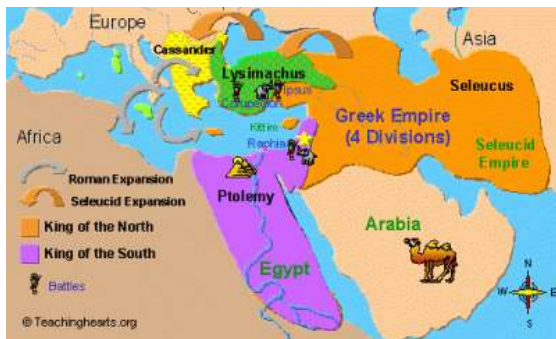 Europe
Asia
Cassander
Lysimachus
Ipsus
Seleucus
Greek Empire
(4 Divisions)
Kittim
Raphia
Seleucid
Empire
Africa
Roman Expansion
Seleucid Expansion
Ptolemy
King of the North
King of the South
Arabia
Egypt
Battles
N
W
E
S
© Teachinghearts.org